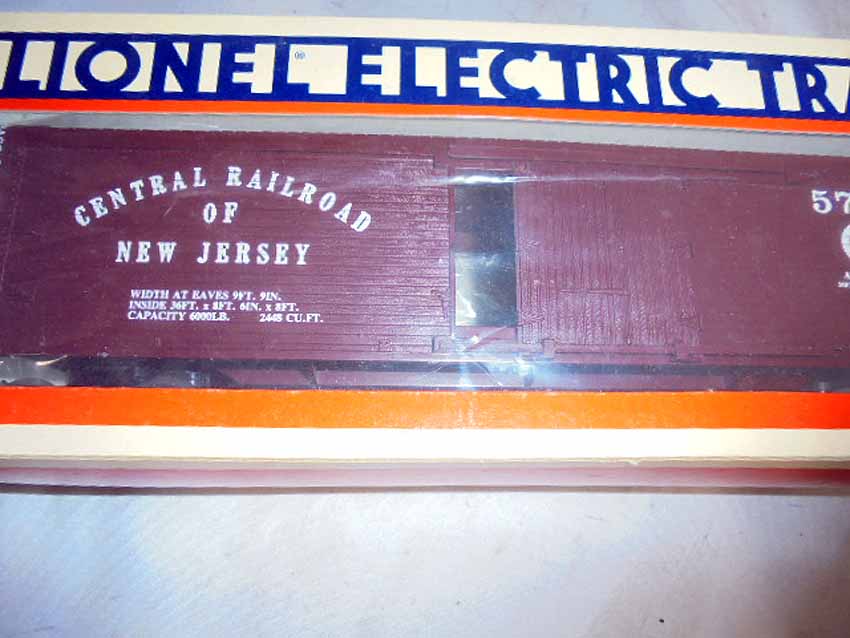 LIONEL® ELECTRIC TRA
CENTRAL RAILROAD
OF
NEW JERSEY
WIDTH AT EAVES 9FT. 9IN.
INSIDE 36FT. x 8FT. 6IN. x 8FT.
CAPACITY 6000LB. 2448 CU.FT.
57